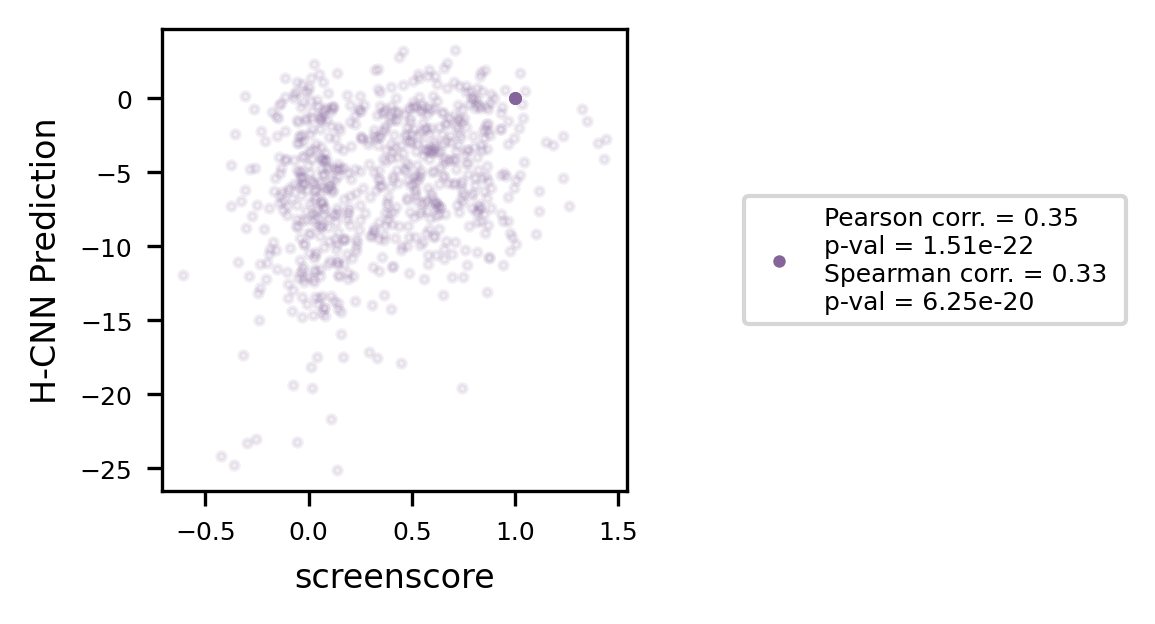 0
−5
−10
−15
−20
−25
H-CNN Prediction
−0.5
0.0
0.5
1.0
1.5
screenscore
Pearson corr. = 0.35
p-val = 1.51e-22
Spearman corr. = 0.33
p-val = 6.25e-20